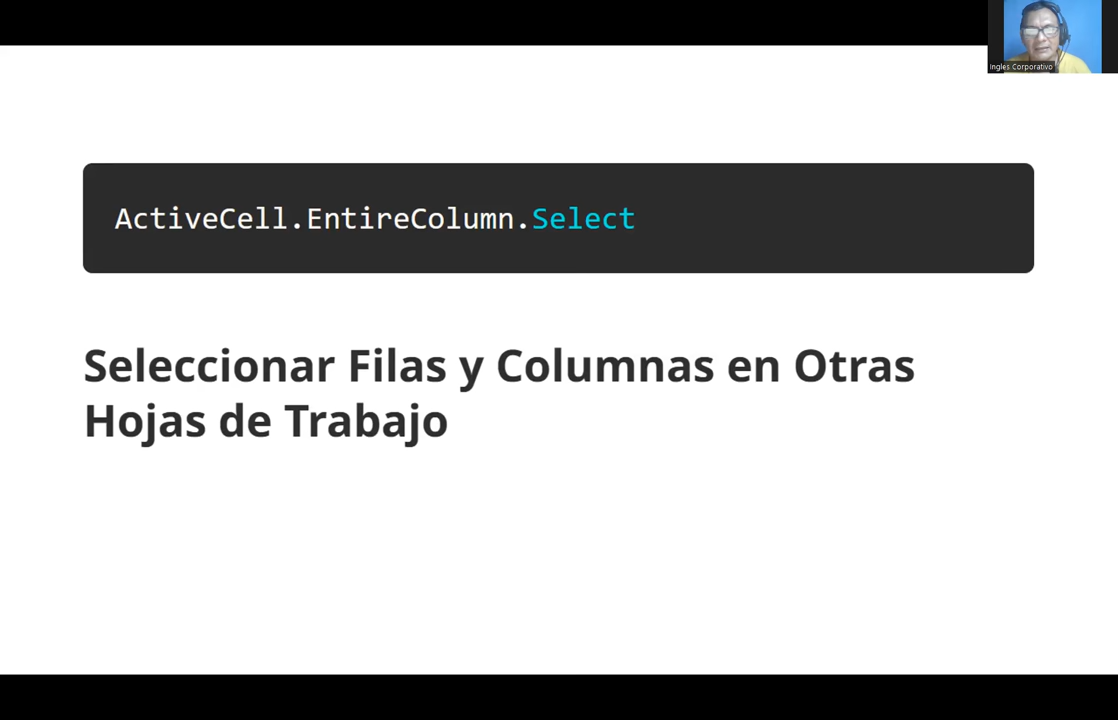 Ingles Corporativo
ActiveCell.EntireColumn.Select
Seleccionar Filas y Columnas en Otras
Hojas de Trabajo